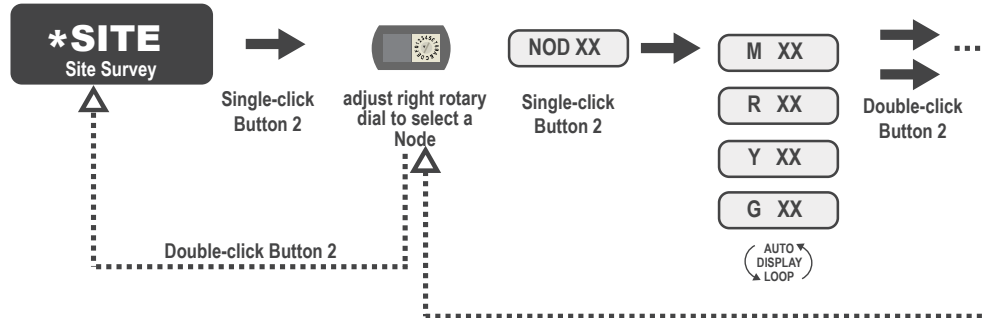 *SITE
Site Survey
Single-click
Button 2
adjust right rotary
dial to select a
Node
NOD XX
Single-click
Button 2
M XX
R XX
Y XX
G XX
AUTO
DISPLAY
LOOP
Double-click
Button 2
...
Double-click Button 2